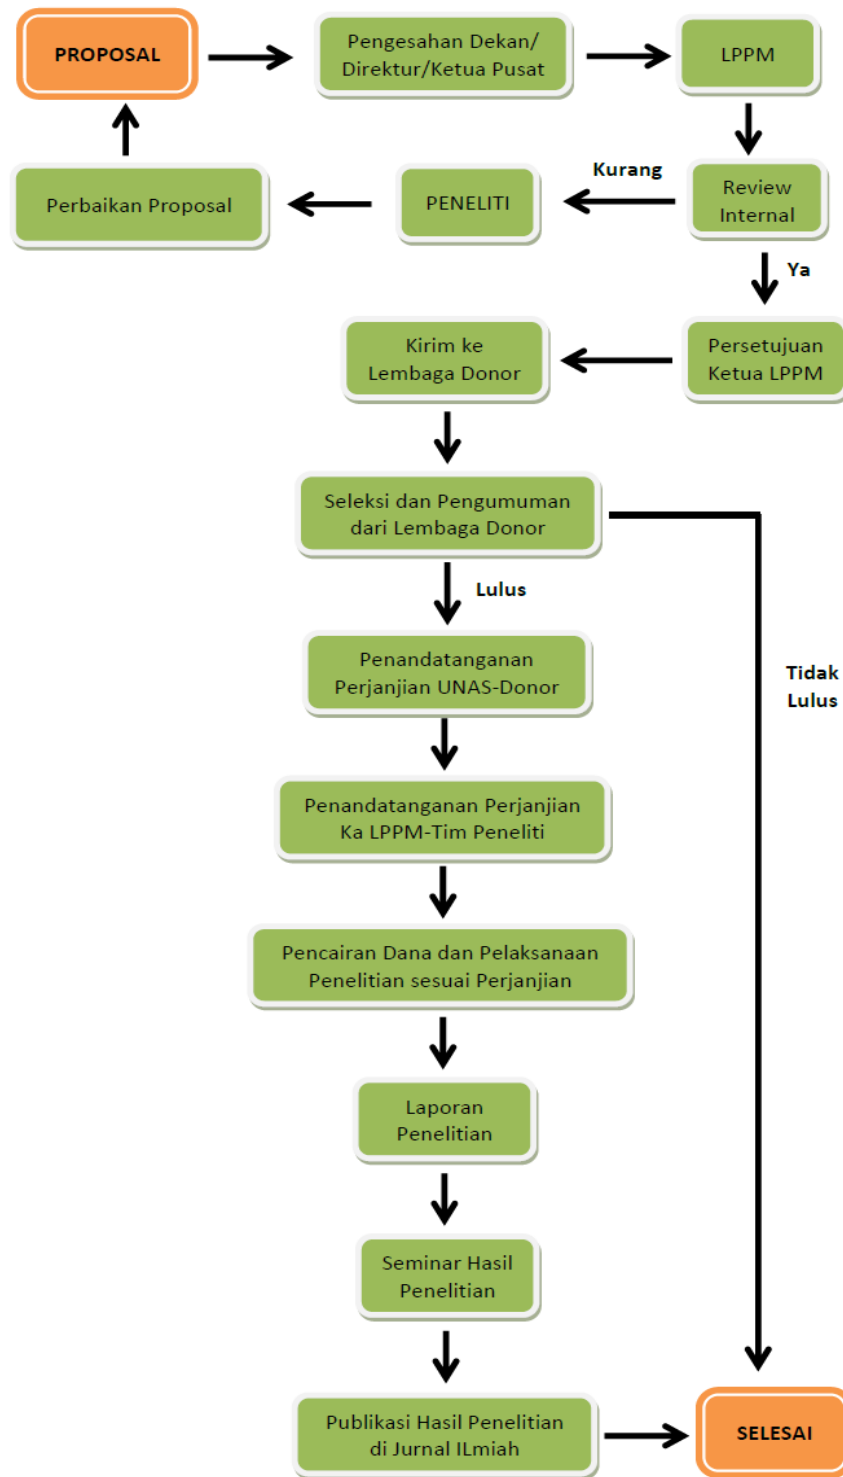 PROPOSAL
Pengesahan Dekan/
Direktur/Ketua Pusat
LPPM
Perbaikan Proposal
PENELITI
Kurang
Review
Internal
Ya
Kirim ke
Lembaga Donor
Persetujuan
Ketua LPPM
Seleksi dan Pengumuman
dari Lembaga Donor
Lulus
Penandatanganan
Perjanjian UNAS-Donor
Tidak
Lulus
Penandatanganan Perjanjian
Ka LPPM-Tim Peneliti
Pencairan Dana dan Pelaksanaan
Penelitian sesuai Perjanjian
Laporan
Penelitian
Seminar Hasil
Penelitian
Publikasi Hasil Penelitian
di Jurnal ILmiah
SELESAI